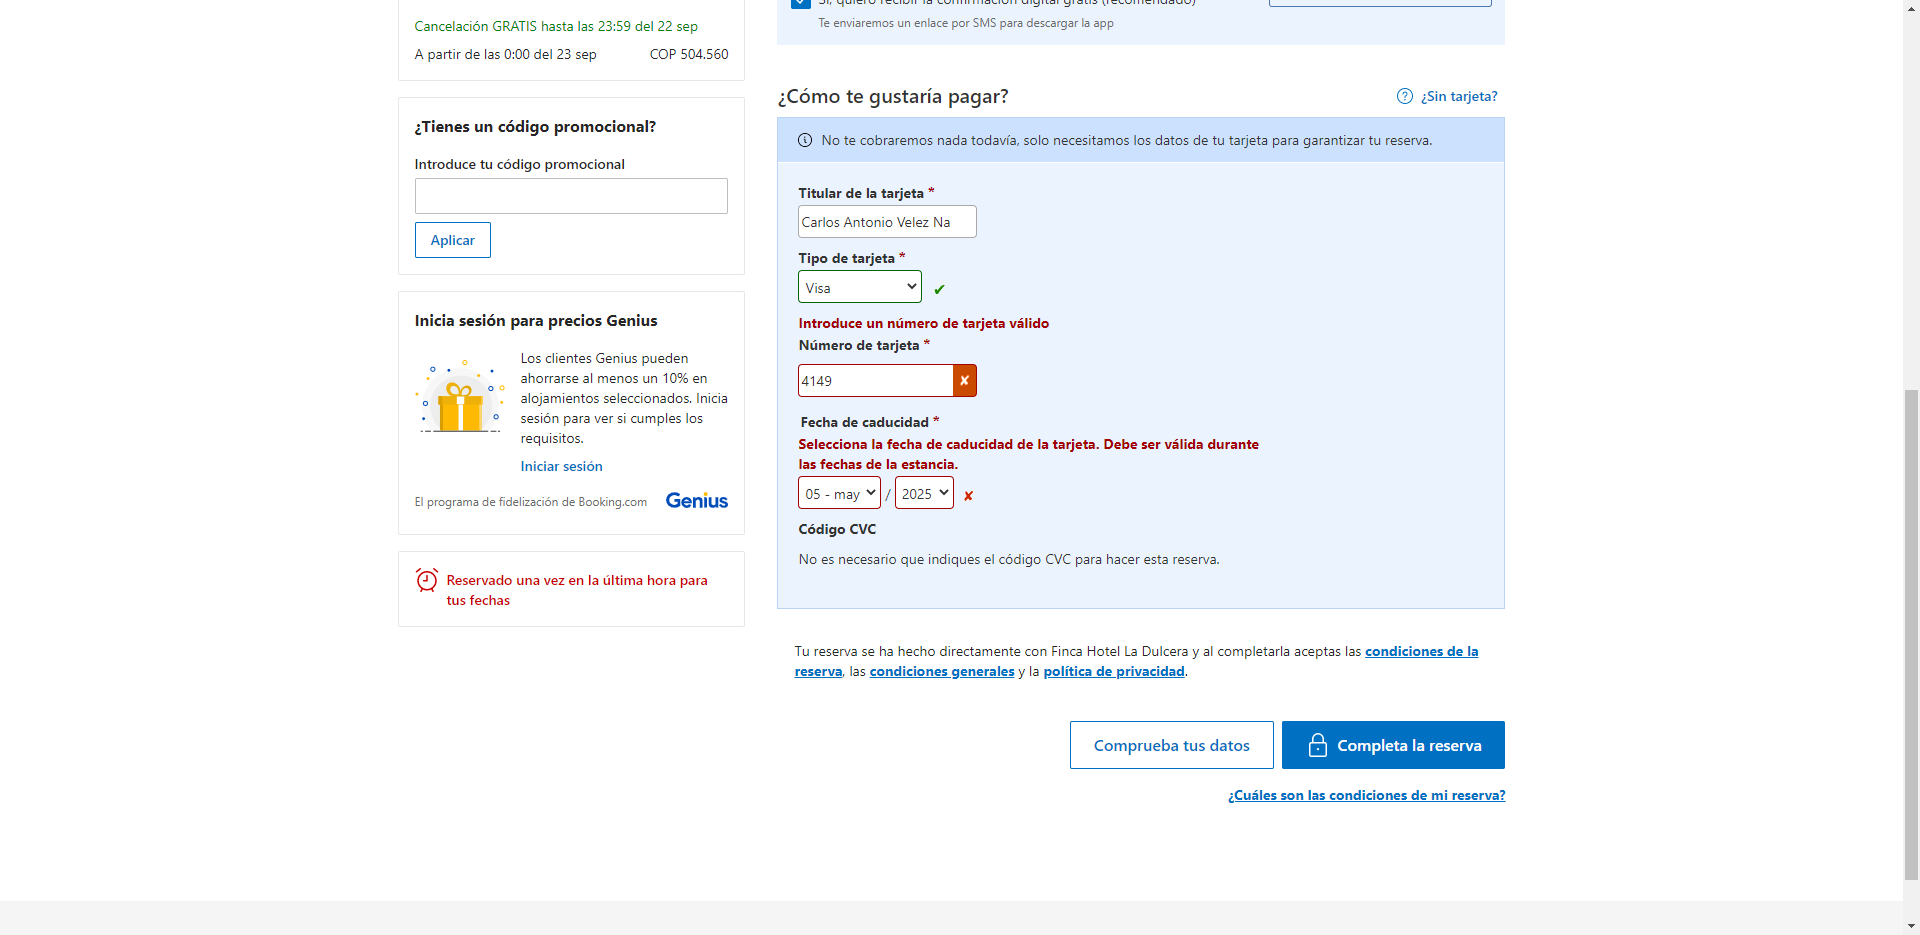 Cancelación GRATIS hasta las 23:59 del 22 sep
A partir de las 0:00 del 23 sep COP 504.560
¿Tienes un código promocional?
Introduce tu código promocional
Aplicar
Inicia sesión para precios Genius
Los clientes Genius pueden
ahorrarse al menos un 10% en
alojamientos seleccionados. Inicia
sesión para ver si cumples los
requisitos.
Iniciar sesión
El programa de fidelización de Booking.com Genius
Reservado una vez en la última hora para
tus fechas
Sí, quiero recibir la confirmación digital gratis (recomendado)
Te enviaremos un enlace por SMS para descargar la app
¿Cómo te gustaría pagar?
¿Sin tarjeta?
No te cobraremos nada todavía, solo necesitamos los datos de tu tarjeta para garantizar tu reserva.
Titular de la tarjeta *
Carlos Antonio Velez Na
Tipo de tarjeta *
Visa
Introduce un número de tarjeta válido
Número de tarjeta *
4149
Fecha de caducidad *
Selecciona la fecha de caducidad de la tarjeta. Debe ser válida durante
las fechas de la estancia.
05 - may / 2025
Código CVC
No es necesario que indiques el código CVC para hacer esta reserva.
Tu reserva se ha hecho directamente con Finca Hotel La Dulcera y al completarla aceptas las condiciones de la
reserva, las condiciones generales y la política de privacidad.
Comprueba tus datos
Completa la reserva
¿Cuáles son las condiciones de mi reserva?